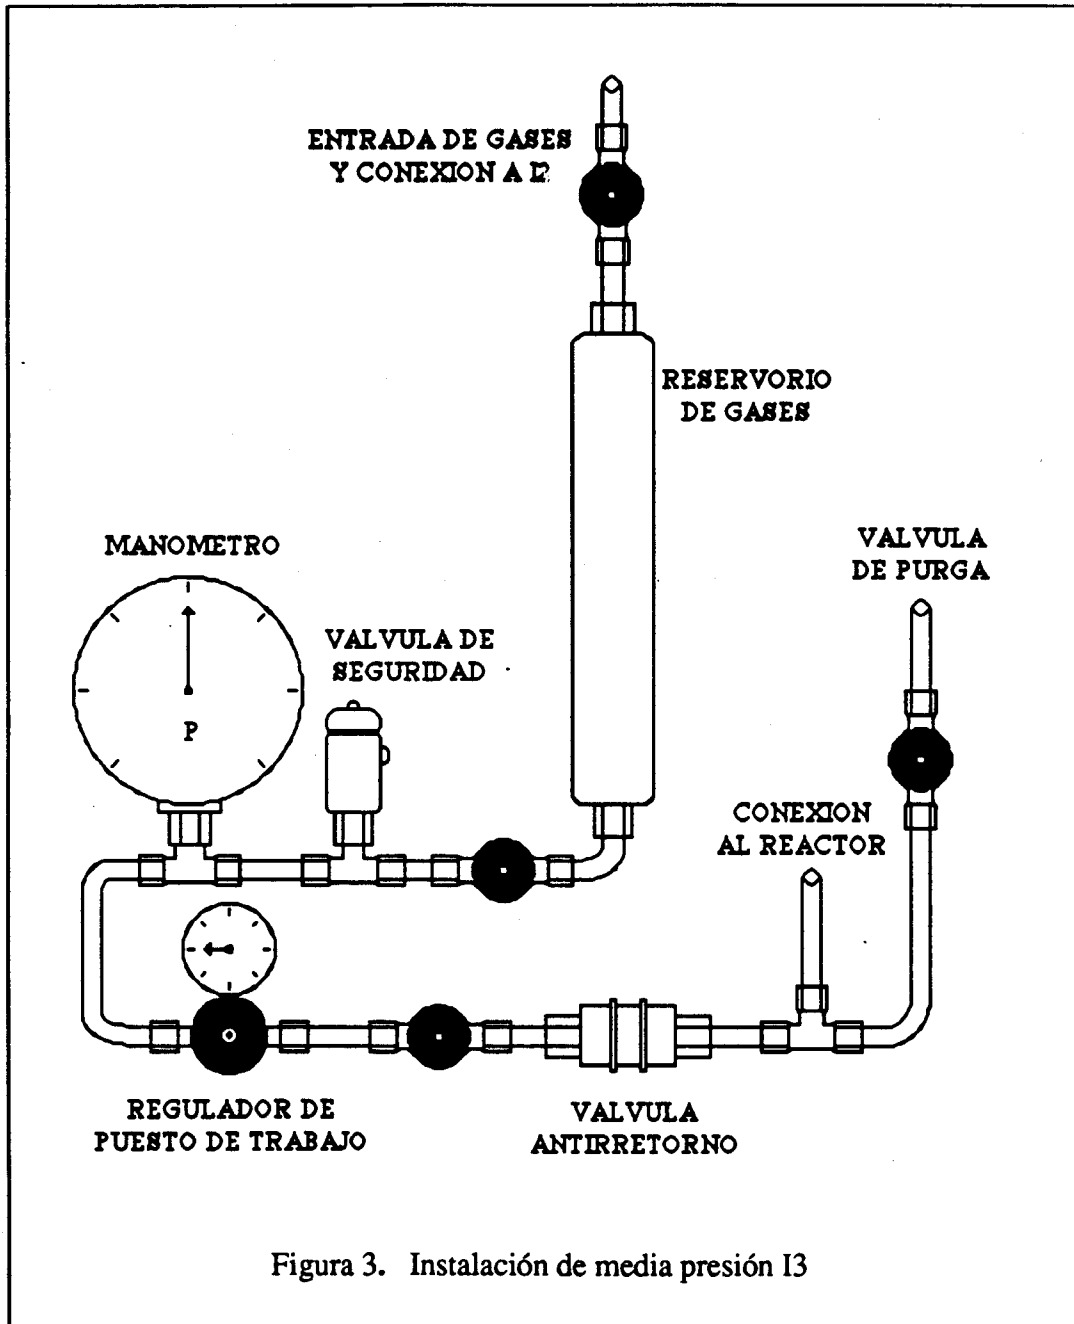 ENTRADA DE GASES
Y CONEXION A I2
RESERVORIO
DE GASES
MANOMETRO
VALVULA
DE PURGA
VALVULA DE
SEGURIDAD
P
CONEXION
AL REACTOR
REGULADOR DE
PUESTO DE TRABAJO
VALVULA
ANTIRRETORNO
Figura 3. Instalación de media presión I3